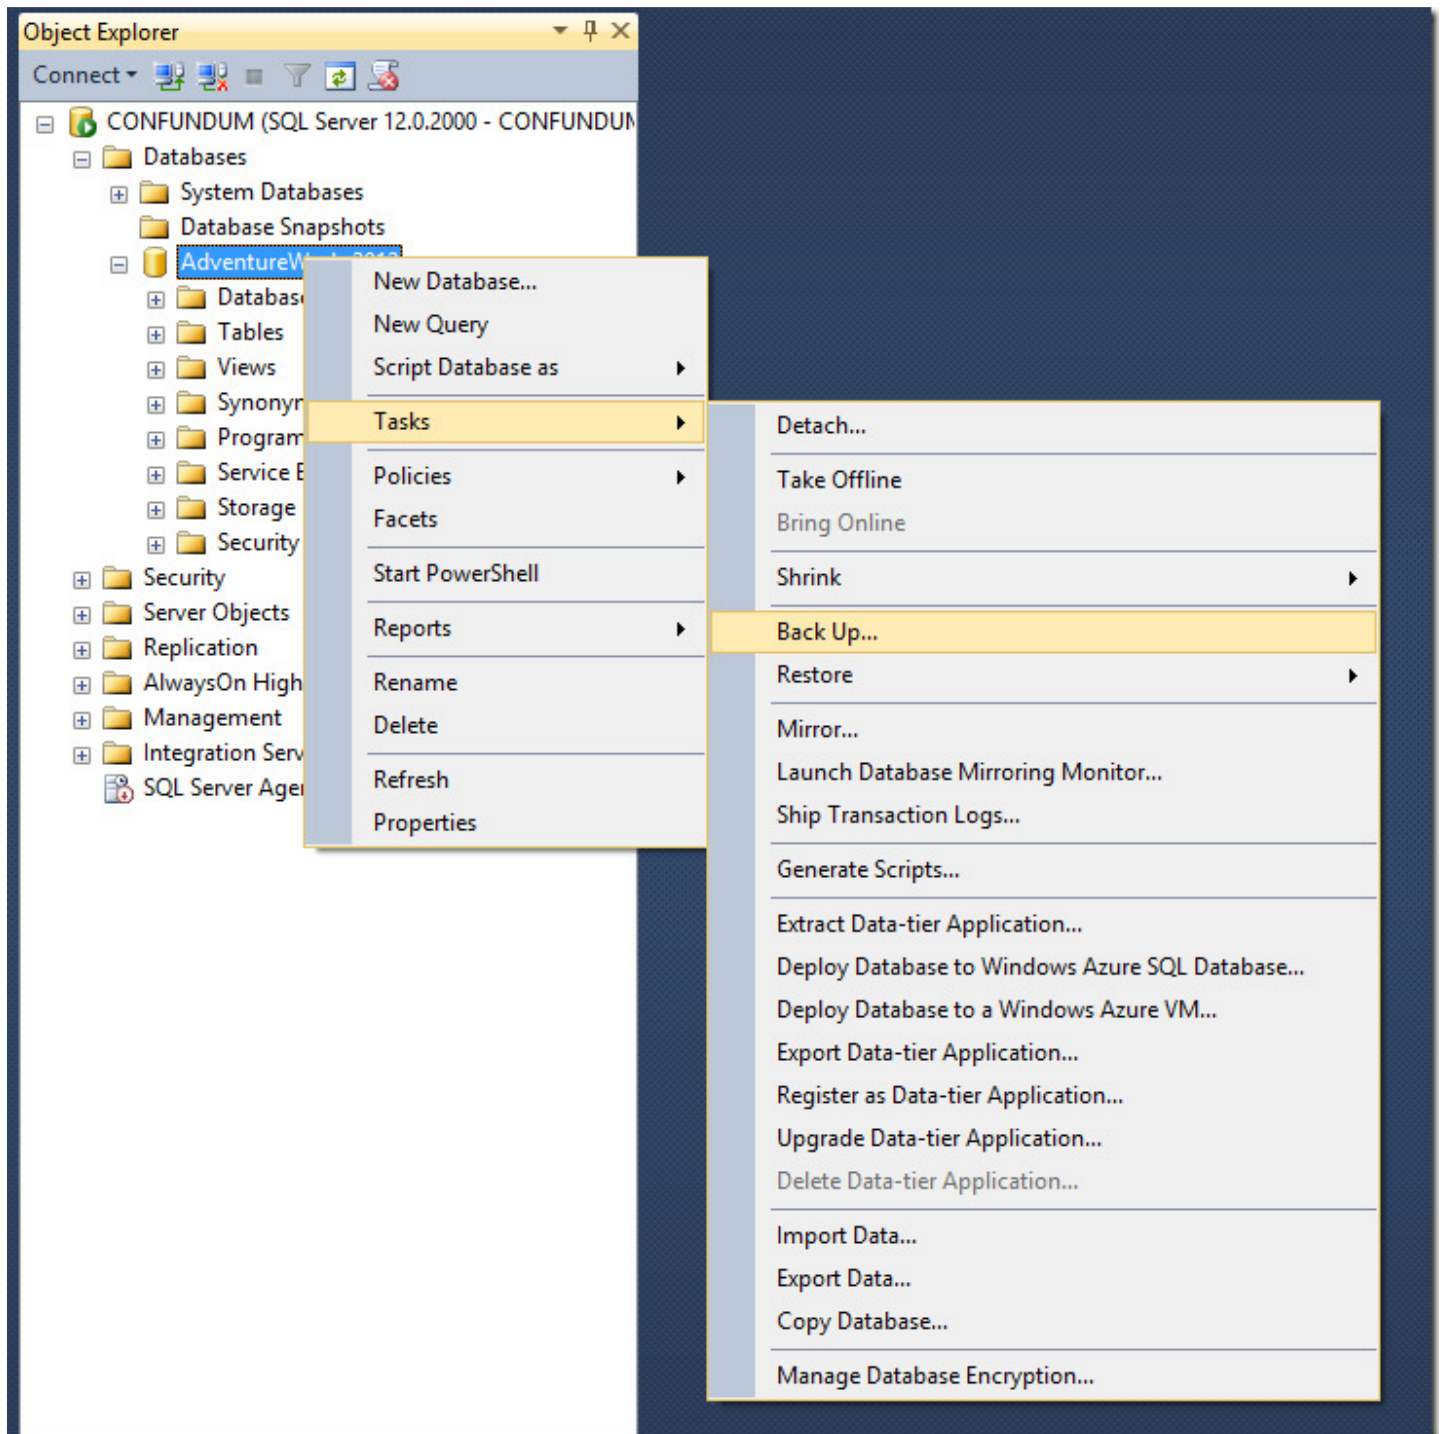 Object Explorer
Connect
CONFUNDUM (SQL Server 12.0.2000 - CONFUNDUM
Databases
System Databases
Database Snapshots
AdventureW
Databas
Tables
Views
Synonyr
Program
Service E
Storage
Security
Security
Server Objects
Replication
AlwaysOn High
Management
Integration Serv
SQL Server Age
New Database...
New Query
Script Database as
Tasks
Policies
Facets
Start PowerShell
Reports
Rename
Delete
Refresh
Properties
Detach...
Take Offline
Bring Online
Shrink
Back Up...
Restore
Mirror...
Launch Database Mirroring Monitor...
Ship Transaction Logs...
Generate Scripts...
Extract Data-tier Application...
Deploy Database to Windows Azure SQL Database...
Deploy Database to a Windows Azure VM...
Export Data-tier Application...
Register as Data-tier Application...
Upgrade Data-tier Application...
Delete Data-tier Application...
Import Data...
Export Data...
Copy Database...
Manage Database Encryption...